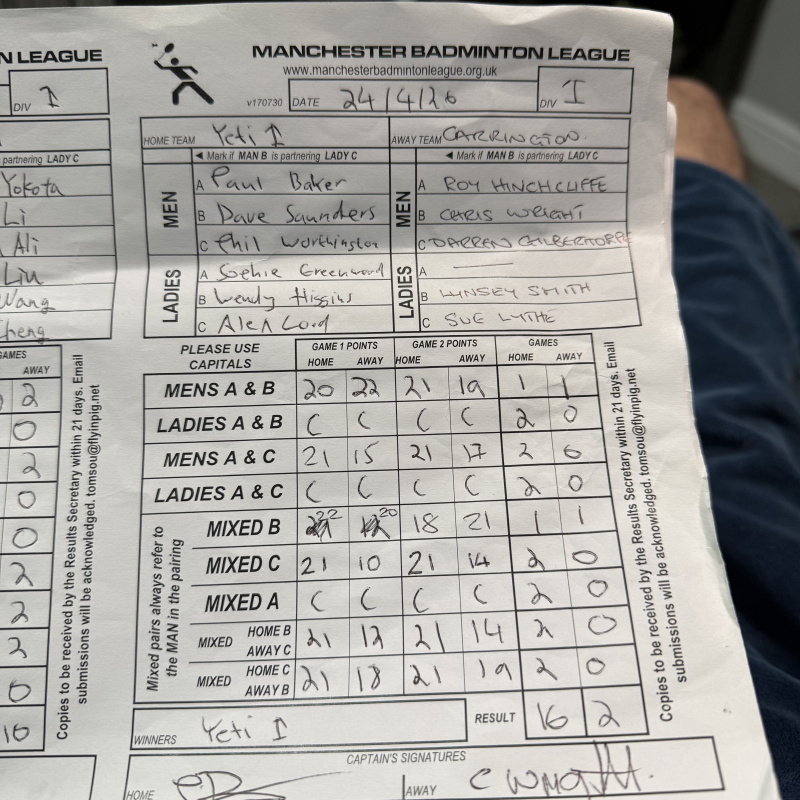 N LEAGUE
DIV I
partnering LADY C
Yokota
Li
Ali
Liu
Wang
Cheng
GAMES
AWAY
2
0
2
0
0
2
2
2
0
10
Copies to be received by the Results Secretary within 21 days. Email
submissions will be acknowledged. tomsou@flyinpig.net
MANCHESTER BADMINTON LEAGUE
www.manchesterbadmintonleague.org.uk
v170730 DATE 24/4/26 DIV I
HOME TEAM Yeti I AWAY TEAM CARRINGTON
◄ Mark if MAN B is partnering LADY C ◄ Mark if MAN B is partnering LADY C
MEN A Paul Baker MEN A ROY HINCHCLIFFE
B Dave Saunders B CHRIS WRIGHT
C Phil Worthington C DARREN
LADIES A Sophie Greenwood LADIES A —
B Wendy Higgins B LYNSEY SMITH
C Alex Lord C SUE LYTHE
PLEASE USE CAPITALS GAME 1 POINTS GAME 2 POINTS GAMES
HOME AWAY HOME AWAY HOME AWAY
MENS A & B 20 22 21 19 1 1
LADIES A & B C C C C 2 0
MENS A & C 21 15 21 17 2 0
LADIES A & C C C C C 2 0
Mixed pairs always refer to the MAN in the pairing
MIXED B 22 20 18 21 1 1
MIXED C 21 10 21 14 2 0
MIXED A C C C C 2 0
MIXED HOME B AWAY C 21 12 21 14 2 0
MIXED HOME C AWAY B 21 18 21 19 2 0
WINNERS Yeti I RESULT 16 2
CAPTAIN'S SIGNATURES
HOME AWAY
Copies to be received by the Results Secretary within 21 days. Email
submissions will be acknowledged. tomsou@flyinpig.net